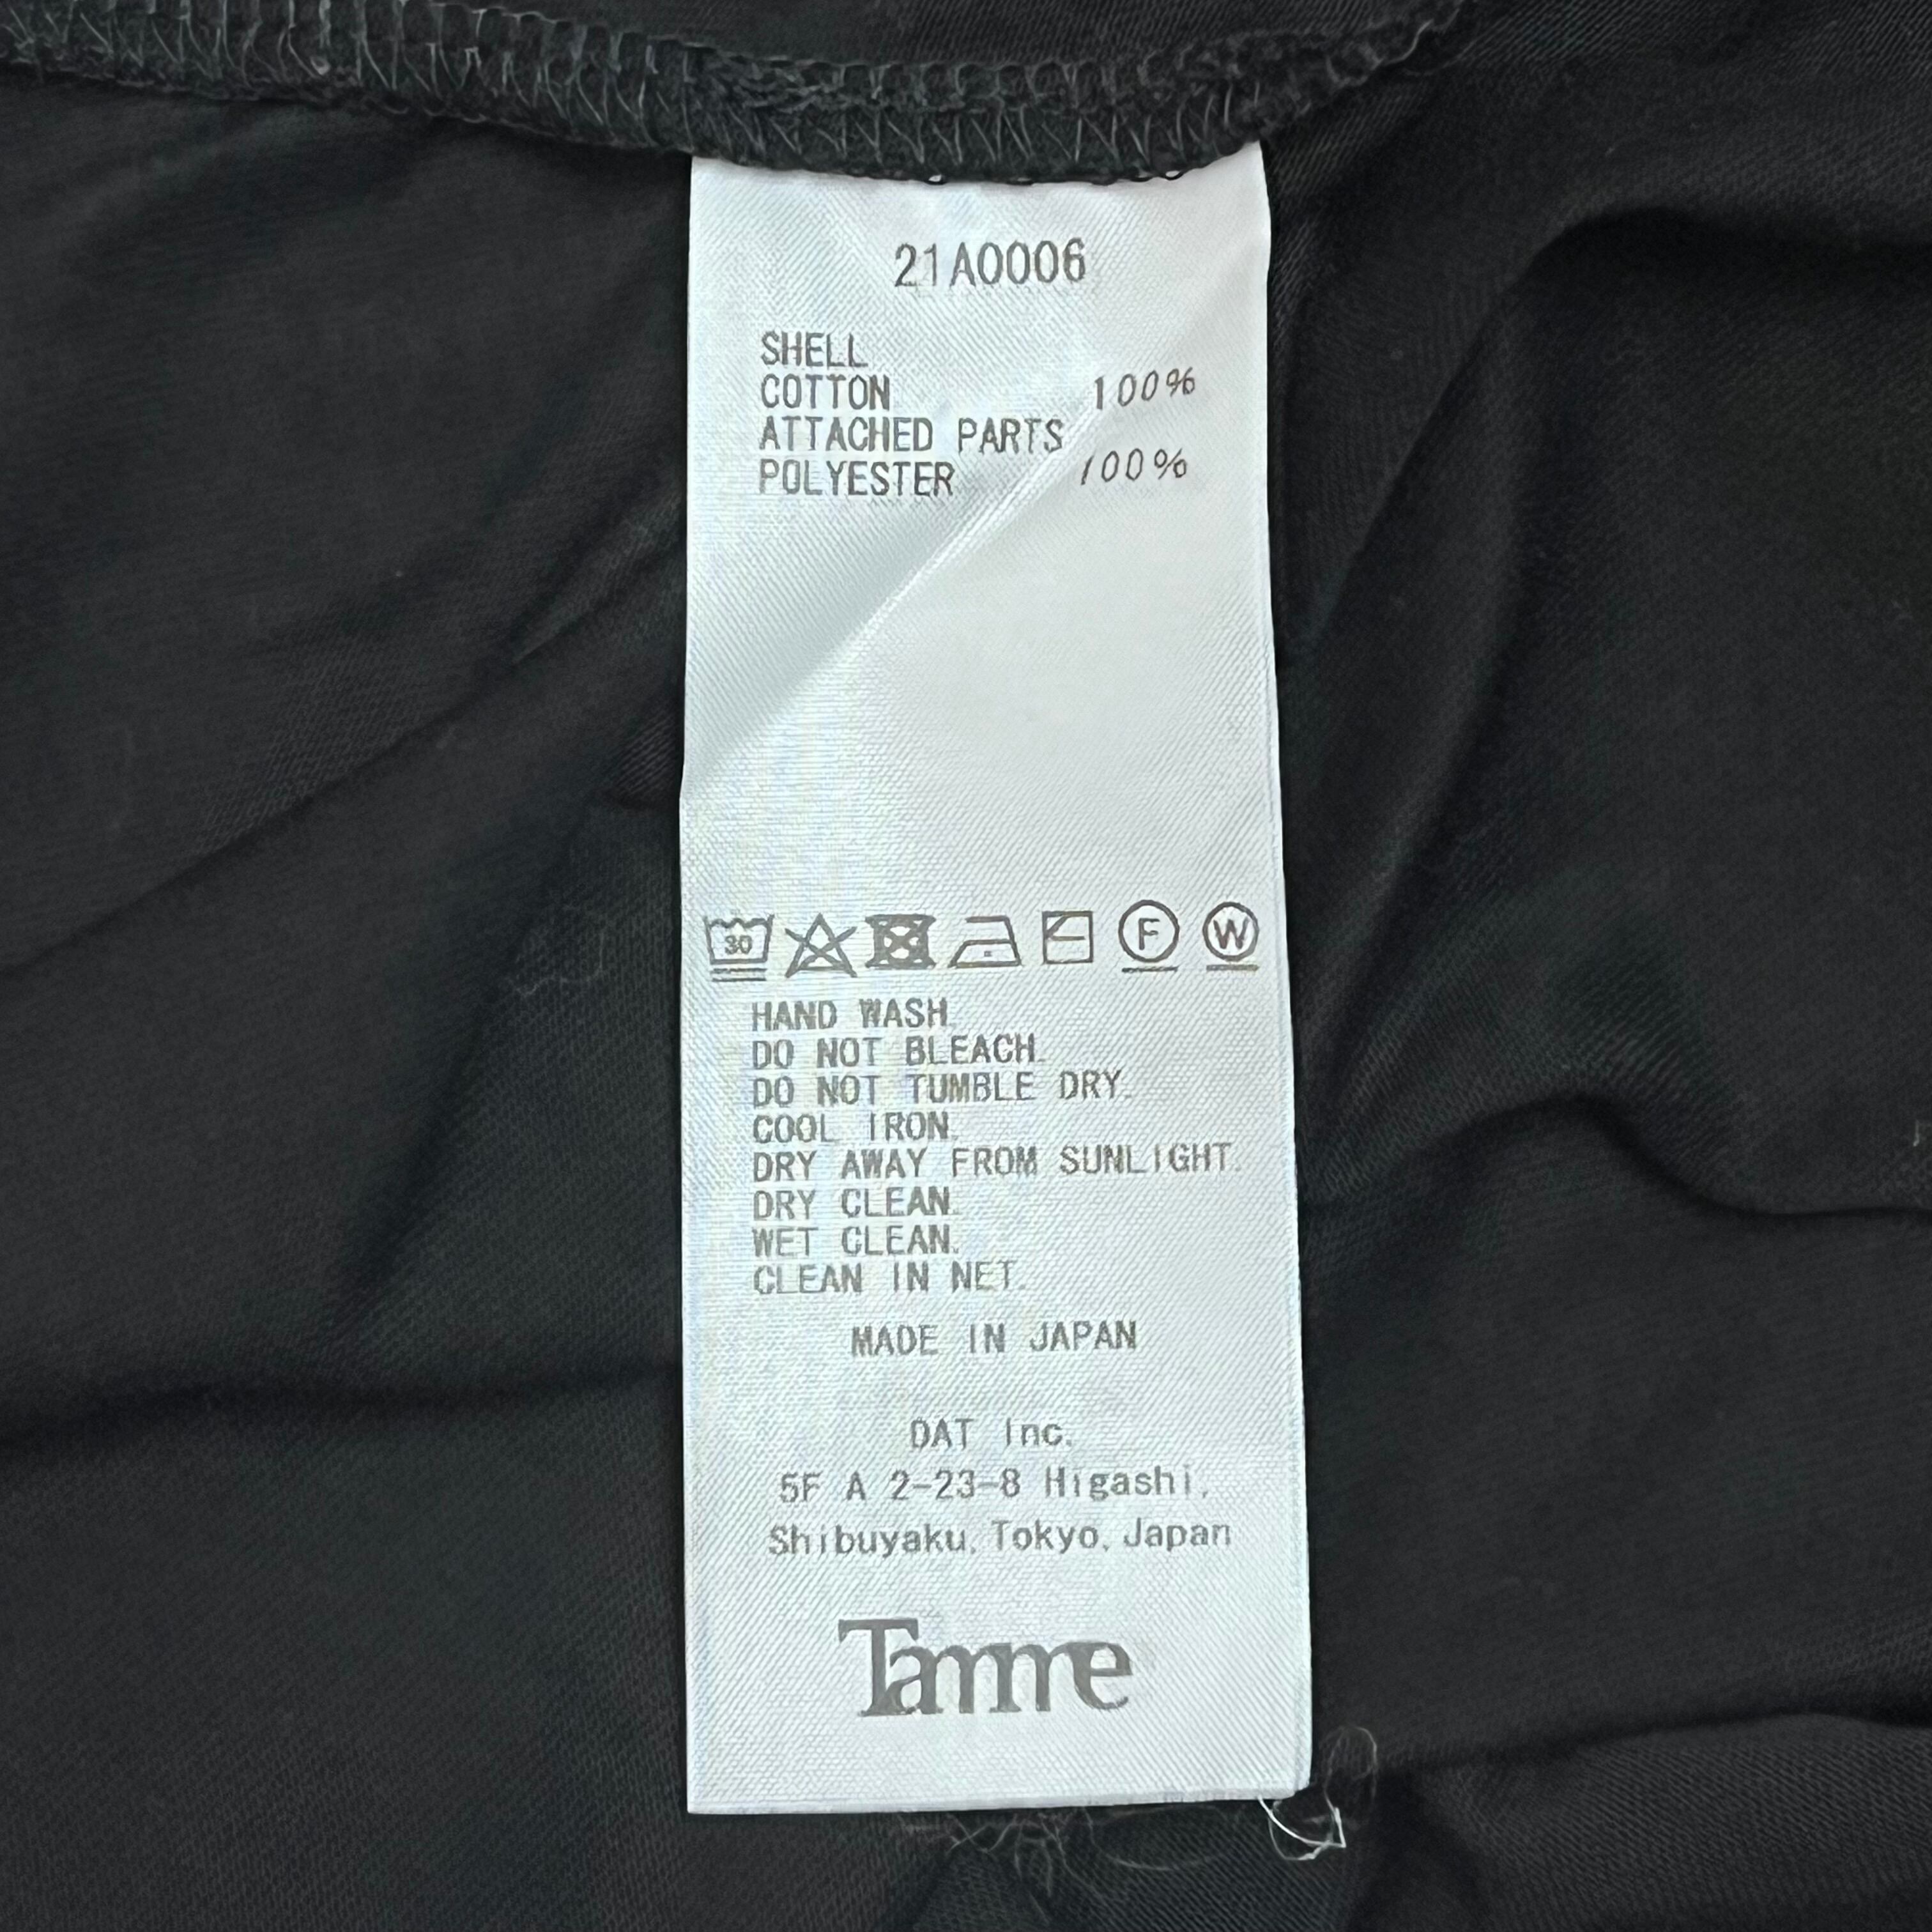 21A0006
SHELL
COTTON 100%
ATTACHED PARTS
POLYESTER 100%
30 F W
HAND WASH.
DO NOT BLEACH.
DO NOT TUMBLE DRY.
COOL IRON.
DRY AWAY FROM SUNLIGHT.
DRY CLEAN.
WET CLEAN.
CLEAN IN NET.
MADE IN JAPAN
DAT Inc.
5F A 2-23-8 Higashi,
Shibuyaku, Tokyo, Japan
Tamme